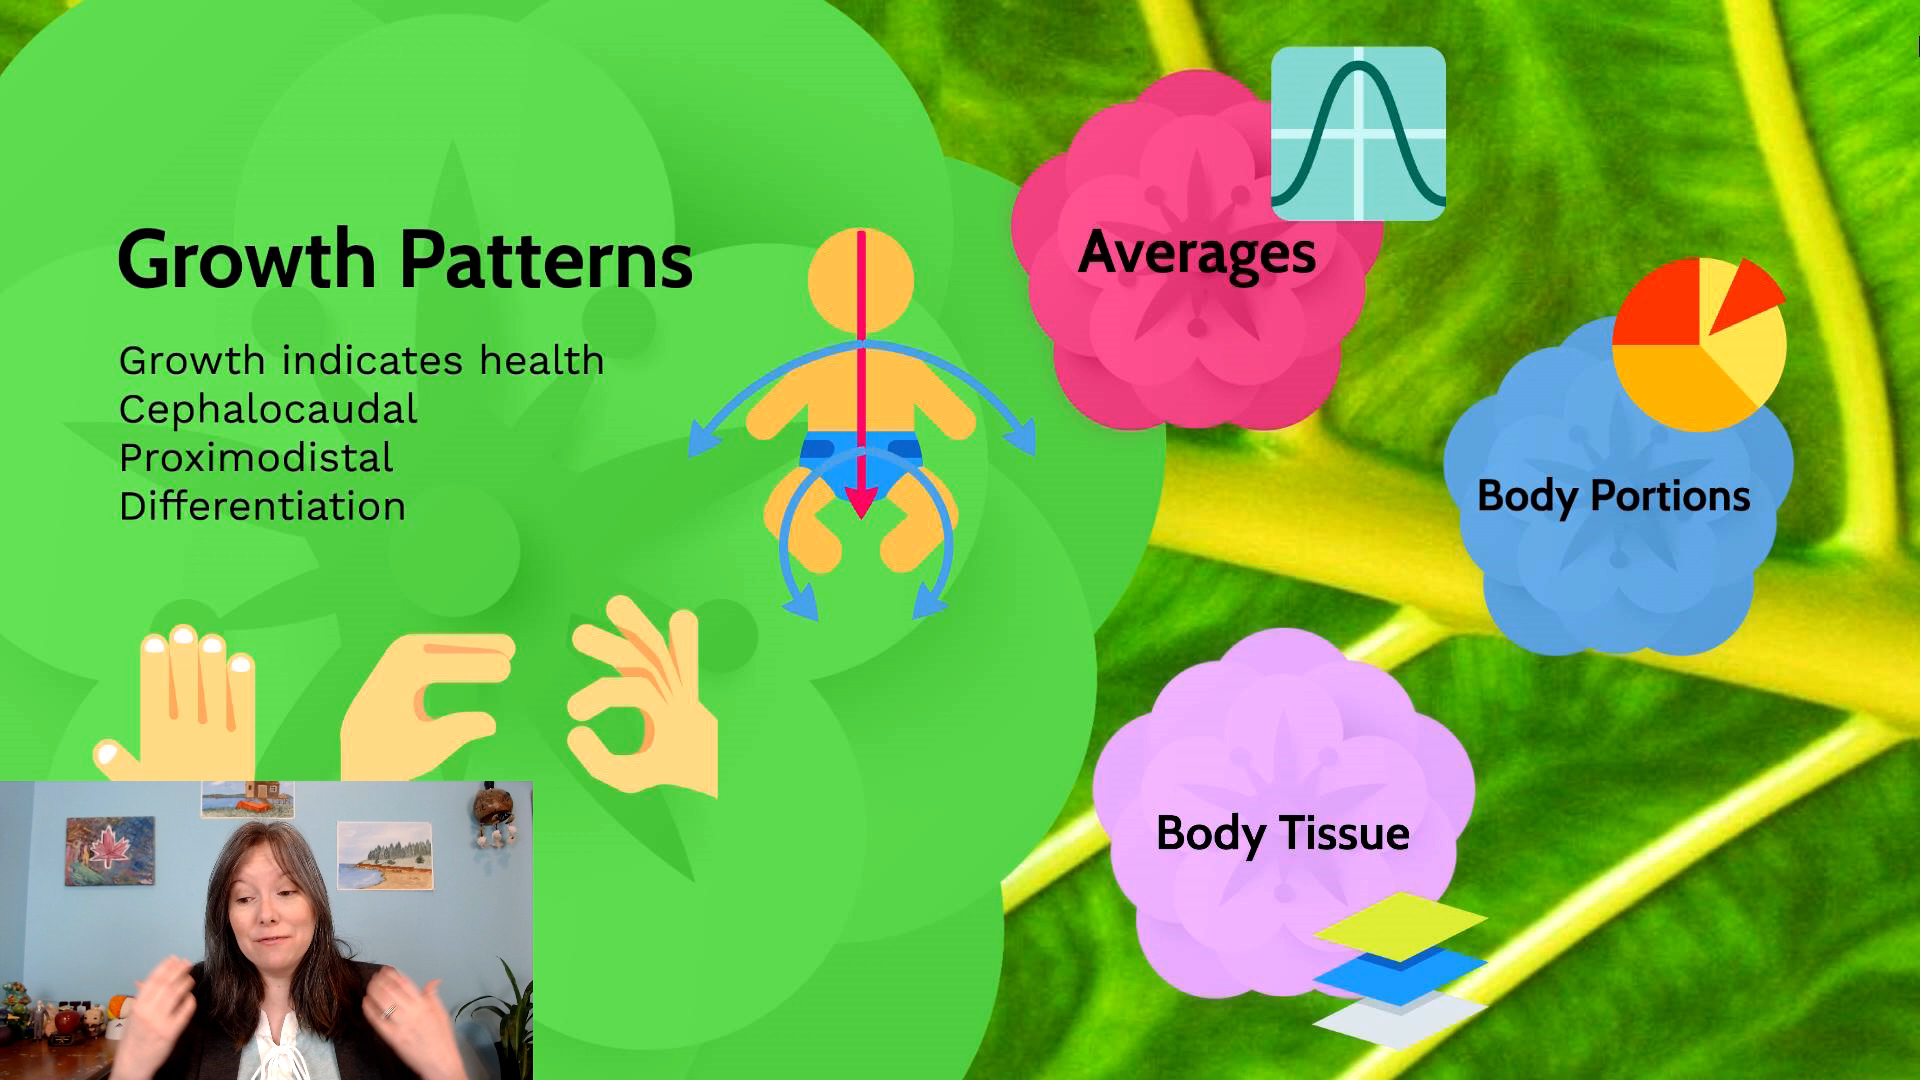 Growth Patterns
Growth indicates health
Cephalocaudal
Proximodistal
Differentiation
Averages
Body Portions
Body Tissue